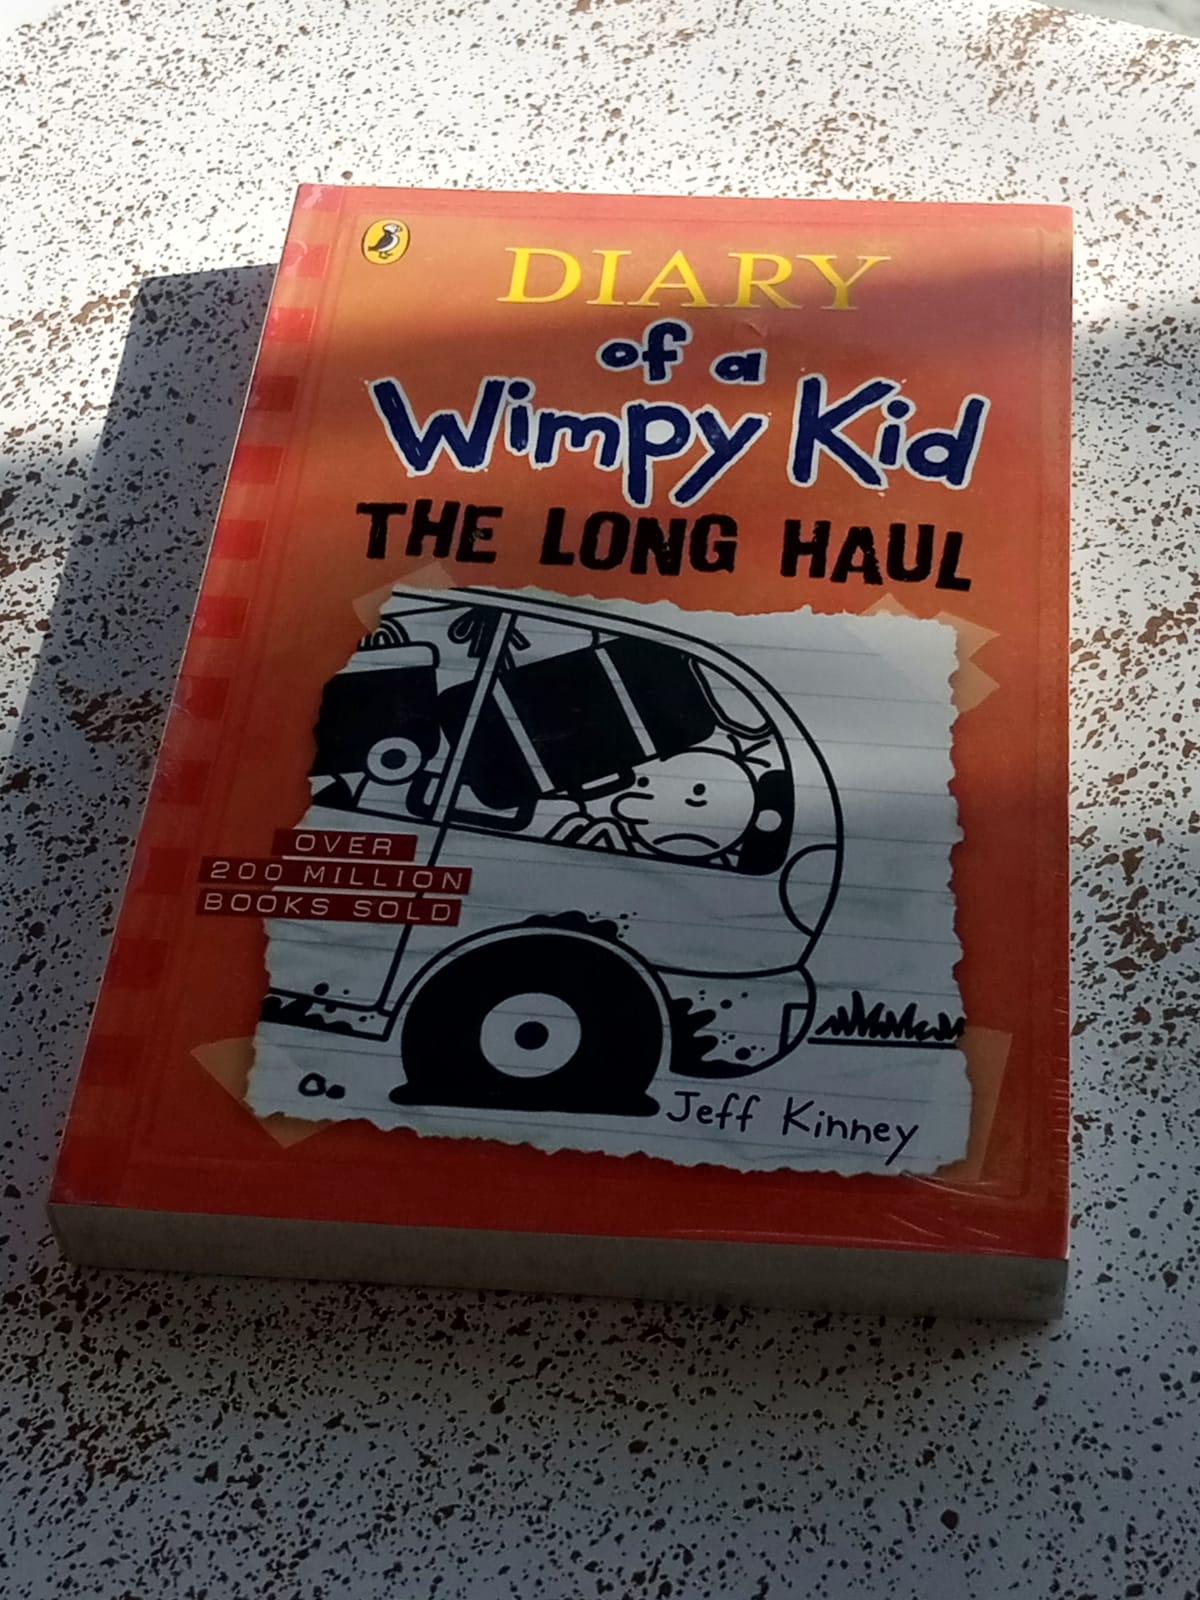 DIARY
of a
Wimpy Kid
THE LONG HAUL
OVER
200 MILLION
BOOKS SOLD
Jeff Kinney